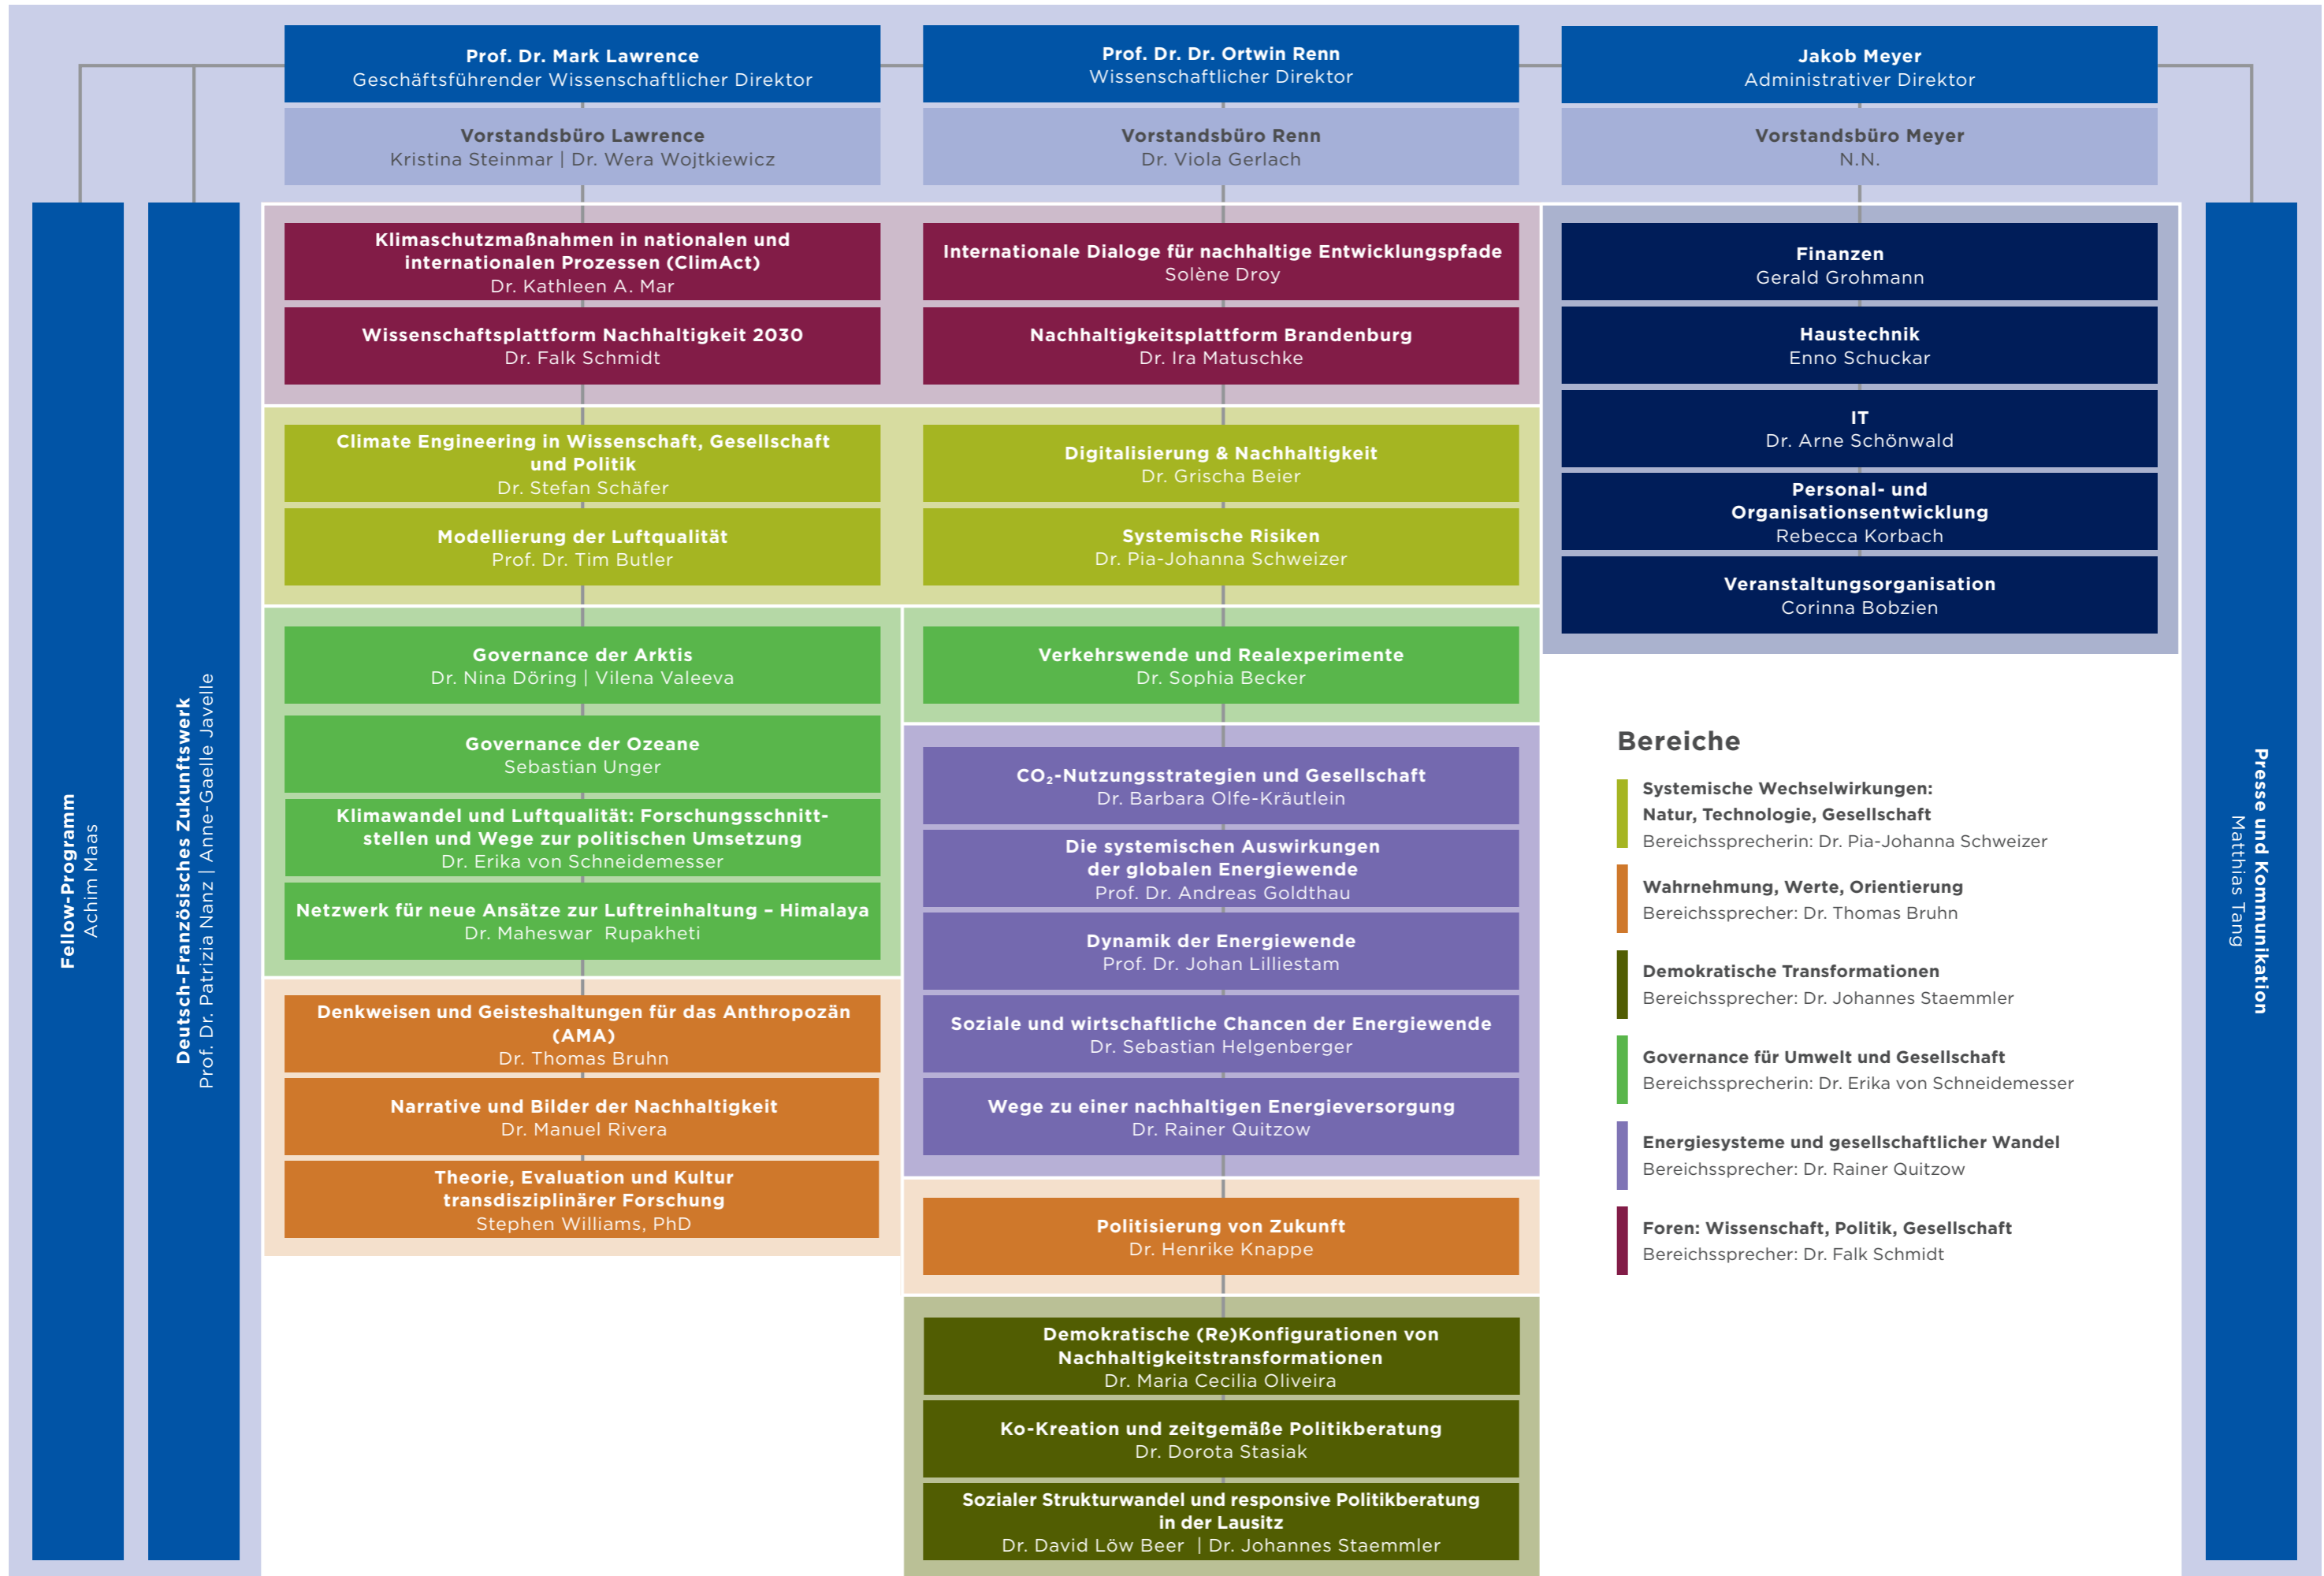 Prof. Dr. Mark Lawrence
Geschäftsführender Wissenschaftlicher Direktor
Prof. Dr. Dr. Ortwin Renn
Wissenschaftlicher Direktor
Jakob Meyer
Administrativer Direktor
Vorstandsbüro Lawrence
Kristina Steinmar | Dr. Wera Wojtkiewicz
Vorstandsbüro Renn
Dr. Viola Gerlach
Vorstandsbüro Meyer
N.N.
Fellow-Programm
Achim Maas
Deutsch-Französisches Zukunftswerk
Prof. Dr. Patrizia Nanz | Anne-Gaelle Javelle
Klimaschutzmaßnahmen in nationalen und
internationalen Prozessen (ClimAct)
Dr. Kathleen A. Mar
Wissenschaftsplattform Nachhaltigkeit 2030
Dr. Falk Schmidt
Climate Engineering in Wissenschaft, Gesellschaft
und Politik
Dr. Stefan Schäfer
Modellierung der Luftqualität
Prof. Dr. Tim Butler
Governance der Arktis
Dr. Nina Döring | Vilena Valeeva
Governance der Ozeane
Sebastian Unger
Klimawandel und Luftqualität: Forschungsschnitt-
stellen und Wege zur politischen Umsetzung
Dr. Erika von Schneidemesser
Netzwerk für neue Ansätze zur Luftreinhaltung – Himalaya
Dr. Maheswar Rupakheti
Denkweisen und Geisteshaltungen für das Anthropozän
(AMA)
Dr. Thomas Bruhn
Narrative und Bilder der Nachhaltigkeit
Dr. Manuel Rivera
Theorie, Evaluation und Kultur
transdisziplinärer Forschung
Stephen Williams, PhD
Internationale Dialoge für nachhaltige Entwicklungspfade
Solène Droy
Nachhaltigkeitsplattform Brandenburg
Dr. Ira Matuschke
Digitalisierung & Nachhaltigkeit
Dr. Grischa Beier
Systemische Risiken
Dr. Pia-Johanna Schweizer
Verkehrswende und Realexperimente
Dr. Sophia Becker
CO₂-Nutzungsstrategien und Gesellschaft
Dr. Barbara Olfe-Kräutlein
Die systemischen Auswirkungen
der globalen Energiewende
Prof. Dr. Andreas Goldthau
Dynamik der Energiewende
Prof. Dr. Johan Lilliestam
Soziale und wirtschaftliche Chancen der Energiewende
Dr. Sebastian Helgenberger
Wege zu einer nachhaltigen Energieversorgung
Dr. Rainer Quitzow
Politisierung von Zukunft
Dr. Henrike Knappe
Demokratische (Re)Konfigurationen von
Nachhaltigkeitstransformationen
Dr. Maria Cecilia Oliveira
Ko-Kreation und zeitgemäße Politikberatung
Dr. Dorota Stasiak
Sozialer Strukturwandel und responsive Politikberatung
in der Lausitz
Dr. David Löw Beer | Dr. Johannes Staemmler
Finanzen
Gerald Grohmann
Haustechnik
Enno Schuckar
IT
Dr. Arne Schönwald
Personal- und
Organisationsentwicklung
Rebecca Korbach
Veranstaltungsorganisation
Corinna Bobzien
Bereiche
Systemische Wechselwirkungen:
Natur, Technologie, Gesellschaft
Bereichssprecherin: Dr. Pia-Johanna Schweizer
Wahrnehmung, Werte, Orientierung
Bereichssprecher: Dr. Thomas Bruhn
Demokratische Transformationen
Bereichssprecher: Dr. Johannes Staemmler
Governance für Umwelt und Gesellschaft
Bereichssprecherin: Dr. Erika von Schneidemesser
Energiesysteme und gesellschaftlicher Wandel
Bereichssprecher: Dr. Rainer Quitzow
Foren: Wissenschaft, Politik, Gesellschaft
Bereichssprecher: Dr. Falk Schmidt
Presse und Kommunikation
Matthias Tang